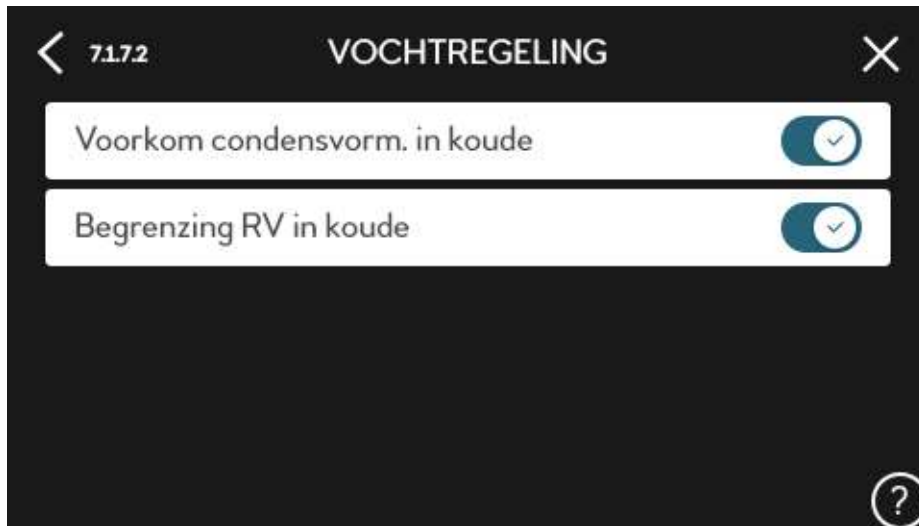 7.1.7.2
VOCHTREGELING
Voorkom condensvorm. in koude
Begrenzing RV in koude
?